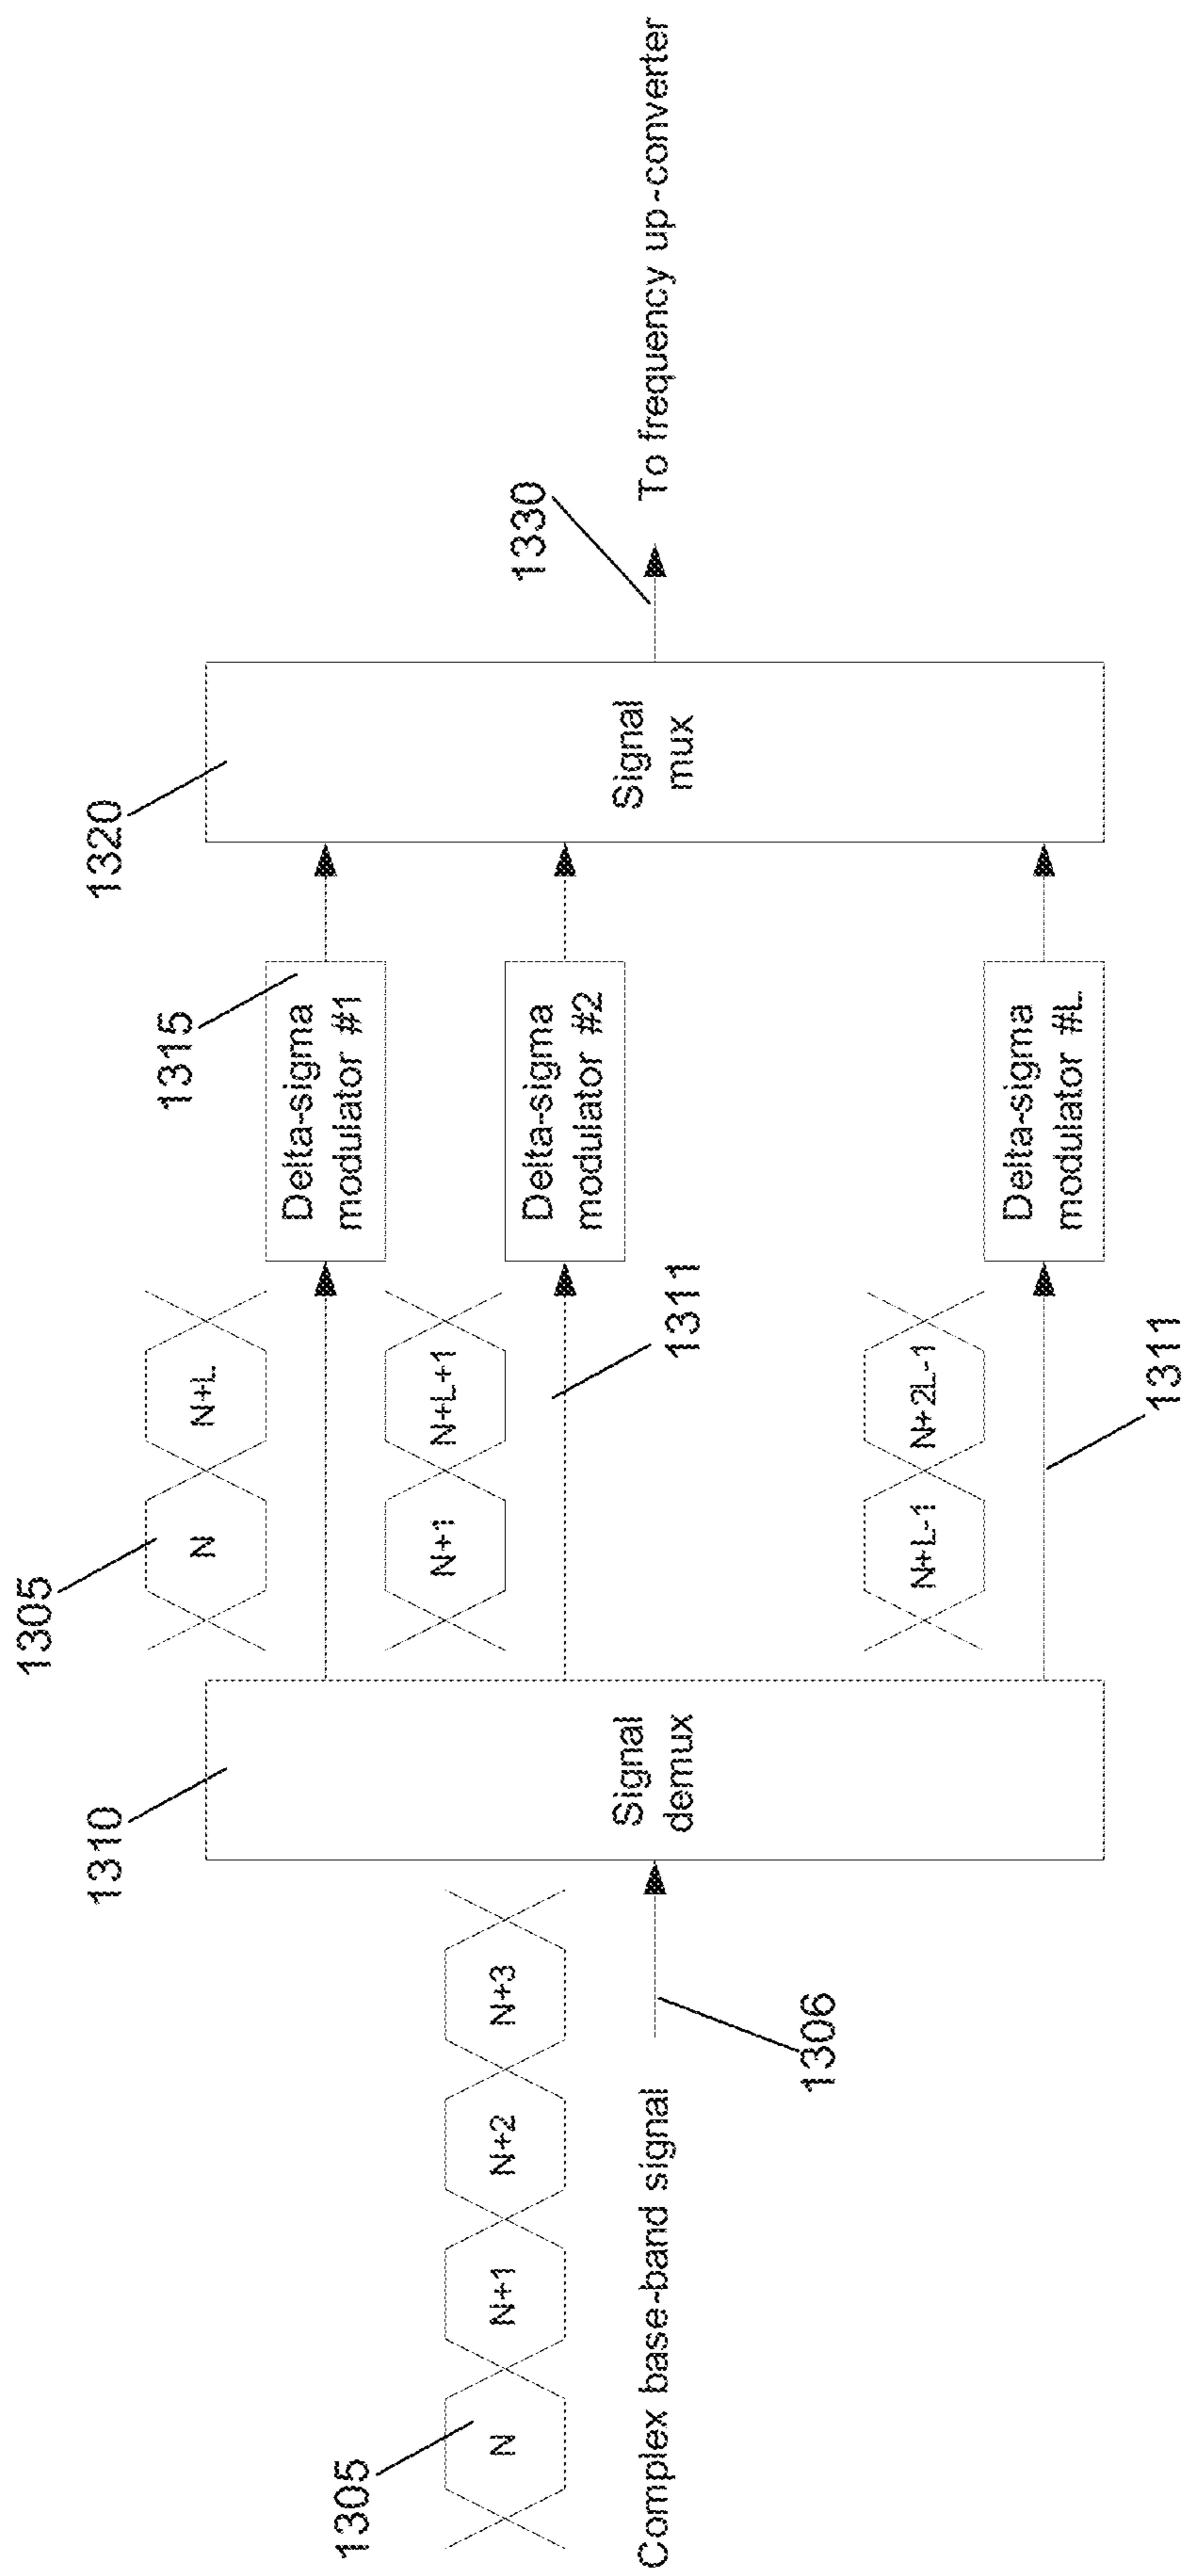 1305
N
N+1
N+2
N+3
Complex base-band signal
1306
1310
Signal
demux
1305
N
N+L
N+1
N+L+1
1311
N+L-1
N+2L-1
1311
1315
Delta-sigma
modulator #1
Delta-sigma
modulator #2
Delta-sigma
modulator #L
1320
Signal
mux
1330
To frequency up-converter